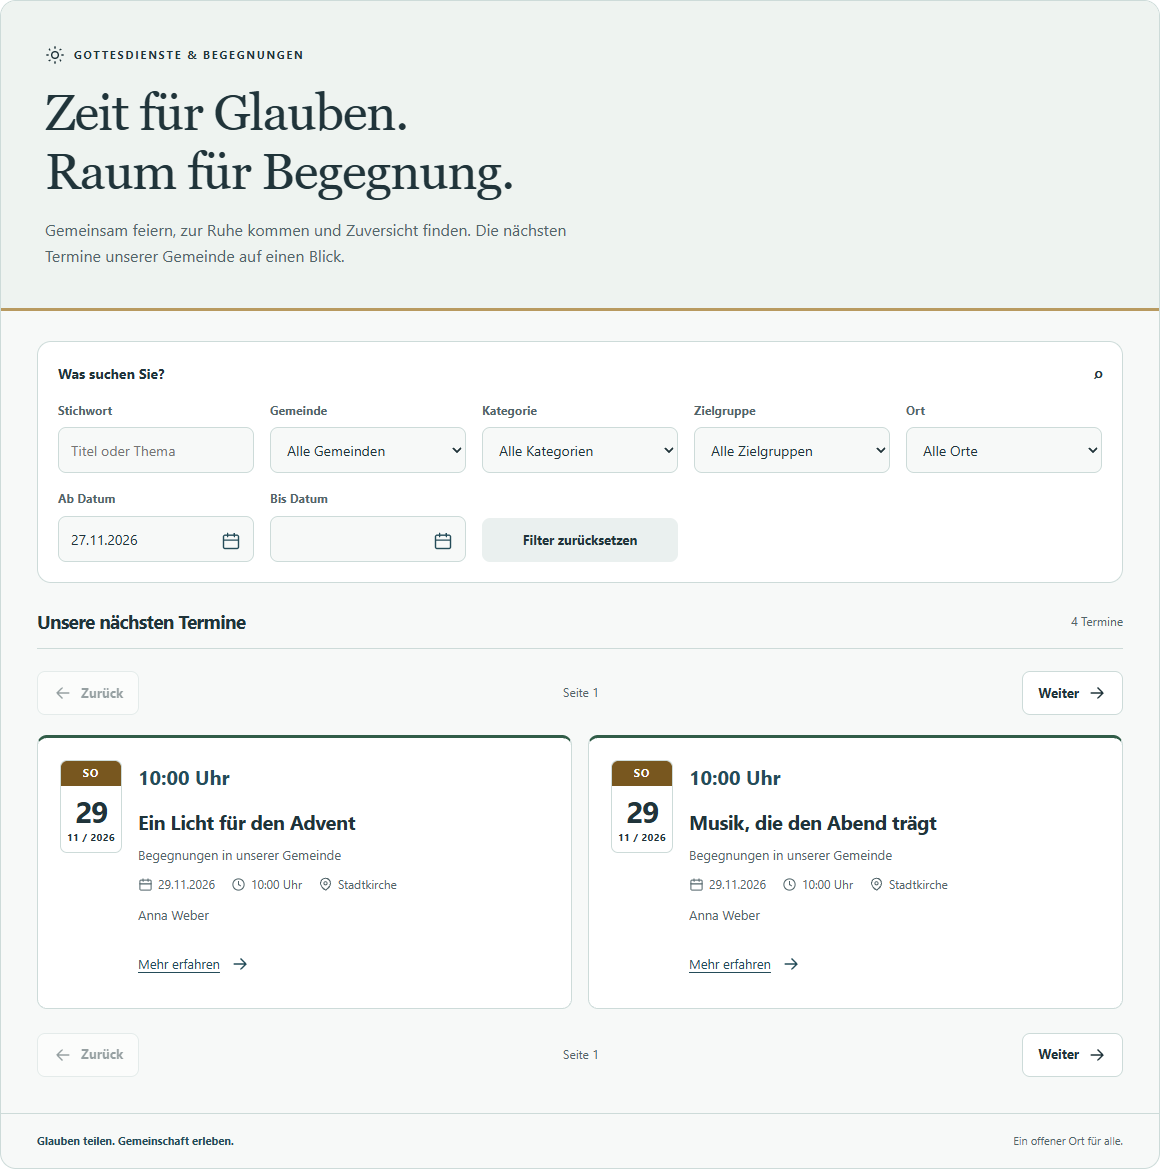 GOTTESDIENSTE & BEGEGNUNGEN
Zeit für Glauben.
Raum für Begegnung.
Gemeinsam feiern, zur Ruhe kommen und Zuversicht finden. Die nächsten
Termine unserer Gemeinde auf einen Blick.
Was suchen Sie?
Stichwort
Gemeinde
Kategorie
Zielgruppe
Ort
Titel oder Thema
Alle Gemeinden
Alle Kategorien
Alle Zielgruppen
Alle Orte
Ab Datum
Bis Datum
27.11.2026
Filter zurücksetzen
Unsere nächsten Termine
4 Termine
Zurück
Seite 1
Weiter
SO
29
11 / 2026
10:00 Uhr
Ein Licht für den Advent
Begegnungen in unserer Gemeinde
29.11.2026
10:00 Uhr
Stadtkirche
Anna Weber
Mehr erfahren
SO
29
11 / 2026
10:00 Uhr
Musik, die den Abend trägt
Begegnungen in unserer Gemeinde
29.11.2026
10:00 Uhr
Stadtkirche
Anna Weber
Mehr erfahren
Zurück
Seite 1
Weiter
Glauben teilen. Gemeinschaft erleben.
Ein offener Ort für alle.